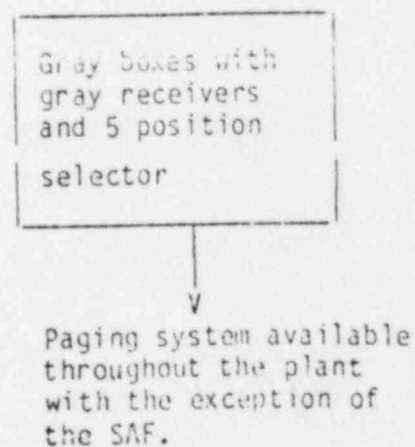 Gray boxes with
gray receivers
and 5 position
selector
Paging system available
throughout the plant
with the exception of
the SAF.